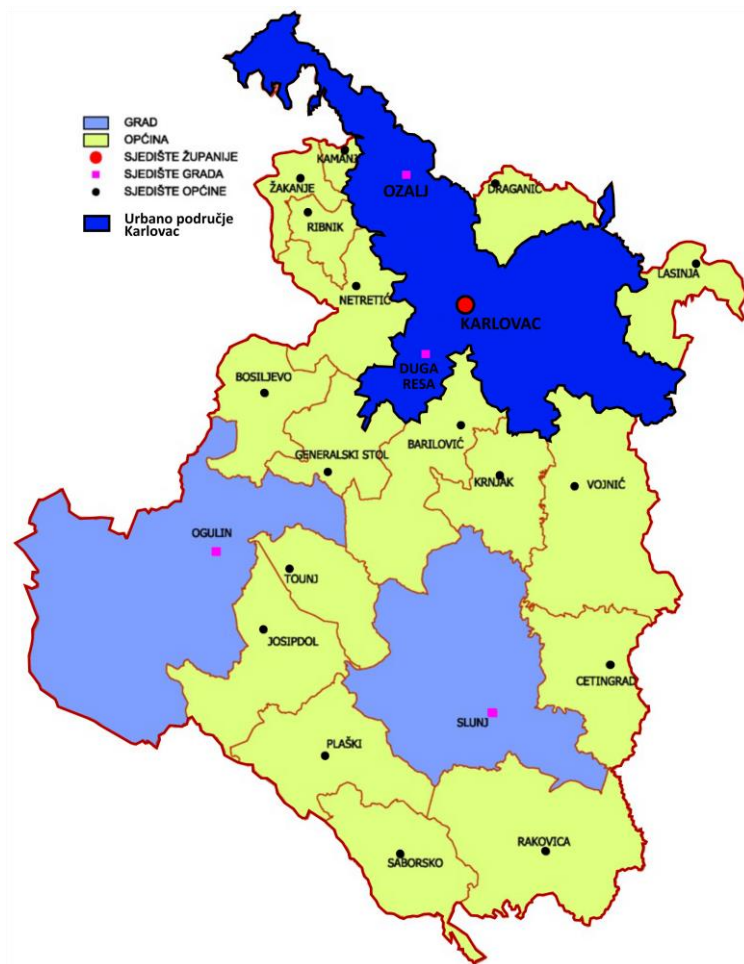 GRAD
OPĆINA
SJEDIŠTE ŽUPANIJE
SJEDIŠTE GRADA
SJEDIŠTE OPĆINE
Urbano područje
Karlovac
KAMANJ
ŽAKANJE
OZALJ
DRAGANIĆ
RIBNIK
LASINJA
NETRETIĆ
KARLOVAC
DUGA
RESA
BOSILJEVO
BARILOVIĆ
GENERALSKI STOL
KRNJAK
VOJNIĆ
OGULIN
TOUNJ
JOSIPDOL
CETINGRAD
SLUNJ
PLAŠKI
RAKOVICA
SABORSKO